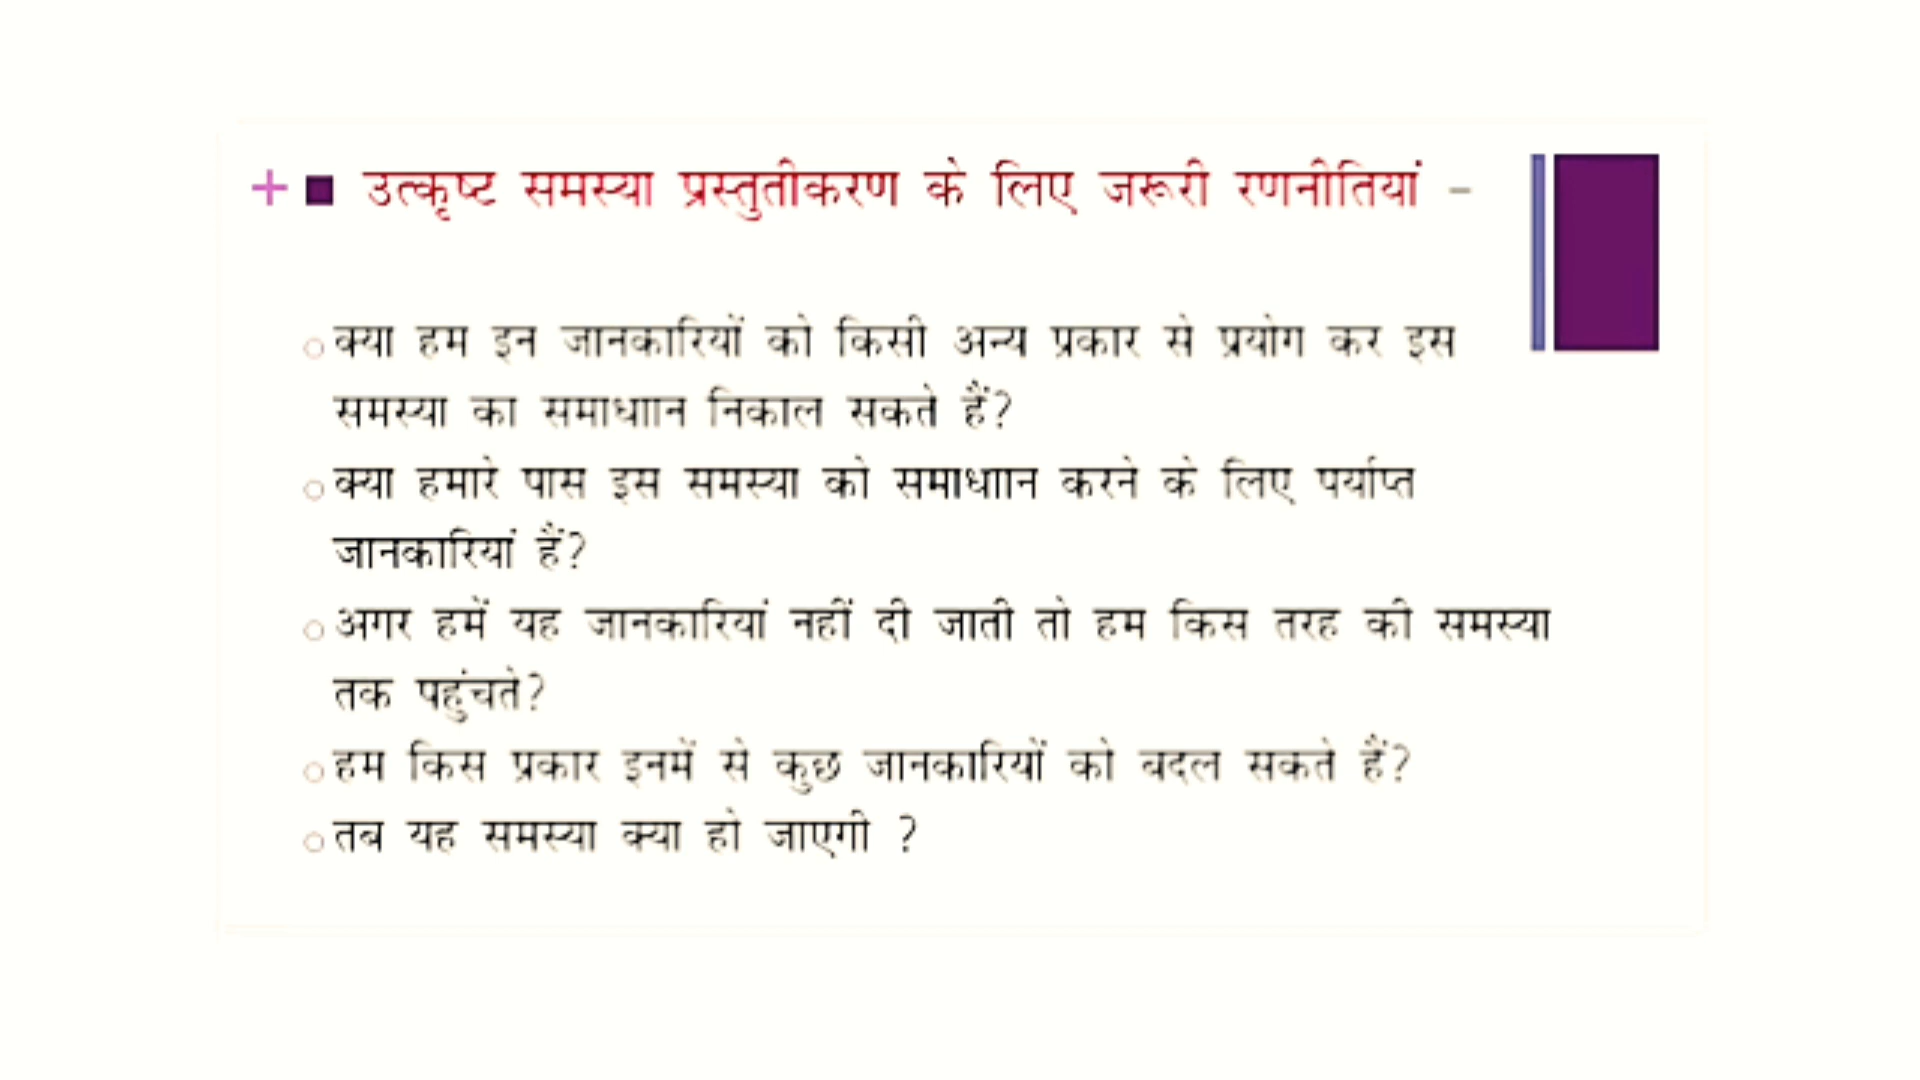 + ■ उत्कृष्ट समस्या प्रस्तुतीकरण के लिए जरूरी रणनीतियां –
○ क्या हम इन जानकारियों को किसी अन्य प्रकार से प्रयोग कर इस
समस्या का समाधाान निकाल सकते हैं?
○ क्या हमारे पास इस समस्या को समाधाान करने के लिए पर्याप्त
जानकारियां हैं?
○ अगर हमें यह जानकारियां नहीं दी जाती तो हम किस तरह की समस्या
तक पहुंचते?
○ हम किस प्रकार इनमें से कुछ जानकारियों को बदल सकते हैं?
○ तब यह समस्या क्या हो जाएगी ?